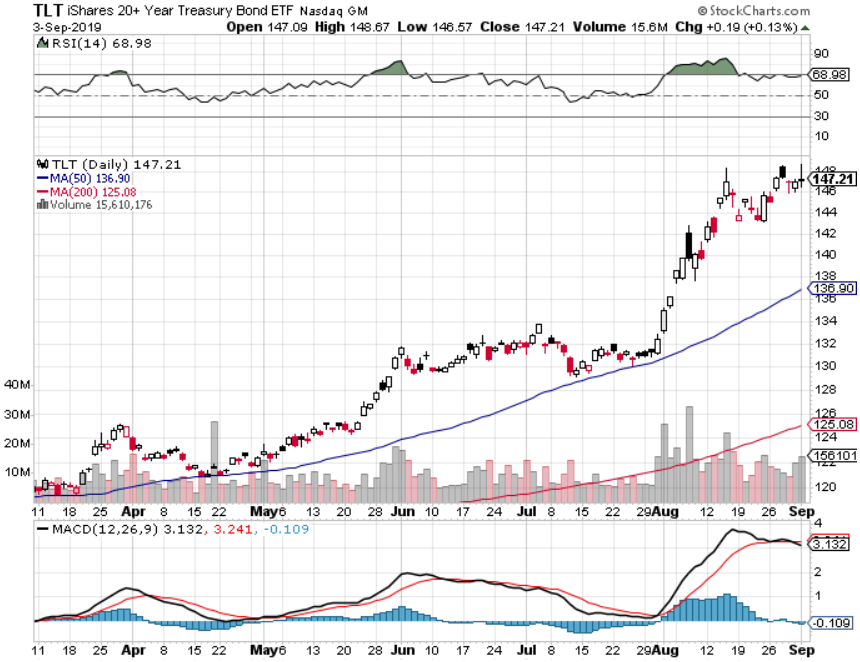 TLT iShares 20+ Year Treasury Bond ETF Nasdaq GM
© StockCharts.com
3-Sep-2019
Open 147.09 High 148.67 Low 146.57 Close 147.21 Volume 15.6M Chg +0.19 (+0.13%)
RSI(14) 68.98
90
68.98
50
30
10
TLT (Daily) 147.21
MA(50) 136.90
MA(200) 125.08
Volume 15,610,176
148
147.21
146
144
142
140
138
136.90
136
134
132
130
128
126
125.08
124
156101
122
120
40M
30M
20M
10M
11 18 25 Apr 8 15 22 May 6 13 20 Jun 10 17 24 Jul 8 15 22 29 Aug 12 19 26 Sep
MACD(12,26,9) 3.132, 3.241, -0.109
4
3.132
2
1
-0.109
11 18 25 Apr 8 15 22 May 6 13 20 Jun 10 17 24 Jul 8 15 22 29 Aug 12 19 26 Sep